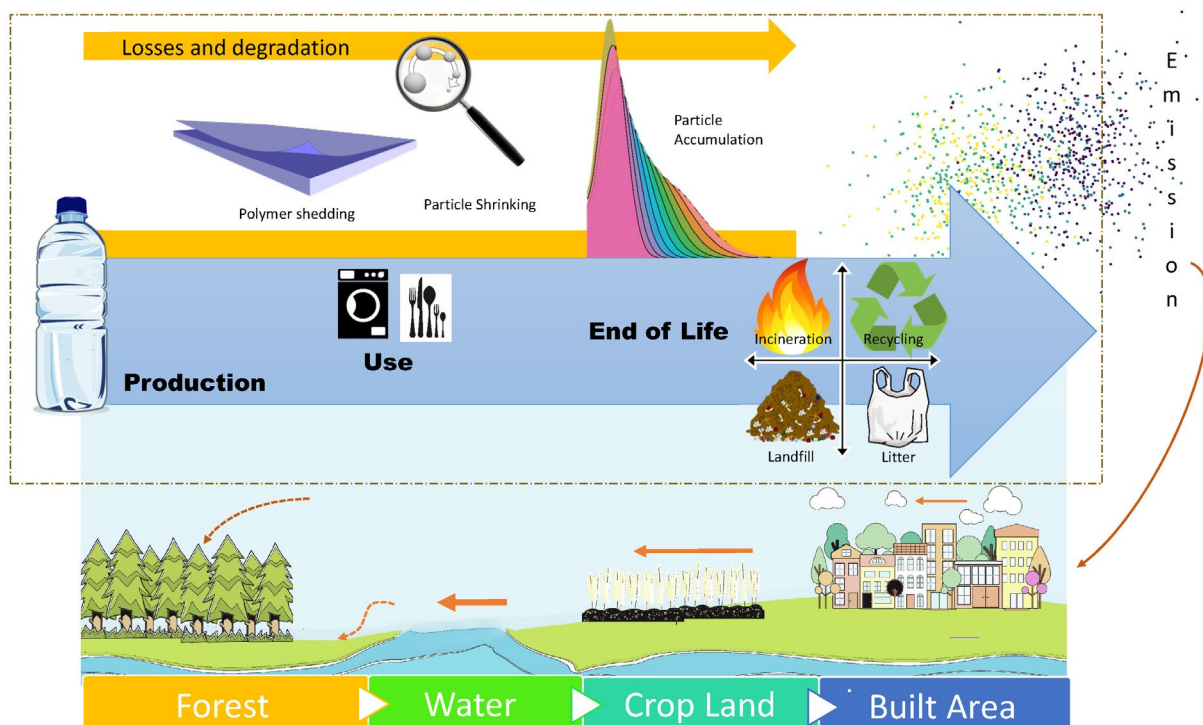 Losses and degradation
Polymer shedding
Particle Shrinking
Particle
Accumulation
Emission
Production
Use
End of Life
Incineration
Recycling
Landfill
Litter
Forest
Water
Crop Land
Built Area